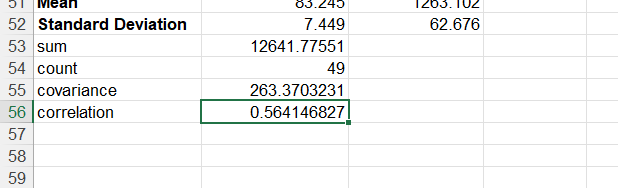 51 Mean 83.245 1263.102
52 Standard Deviation 7.449 62.676
53 sum 12641.77551
54 count 49
55 covariance 263.3703231
56 correlation 0.564146827
57
58
59